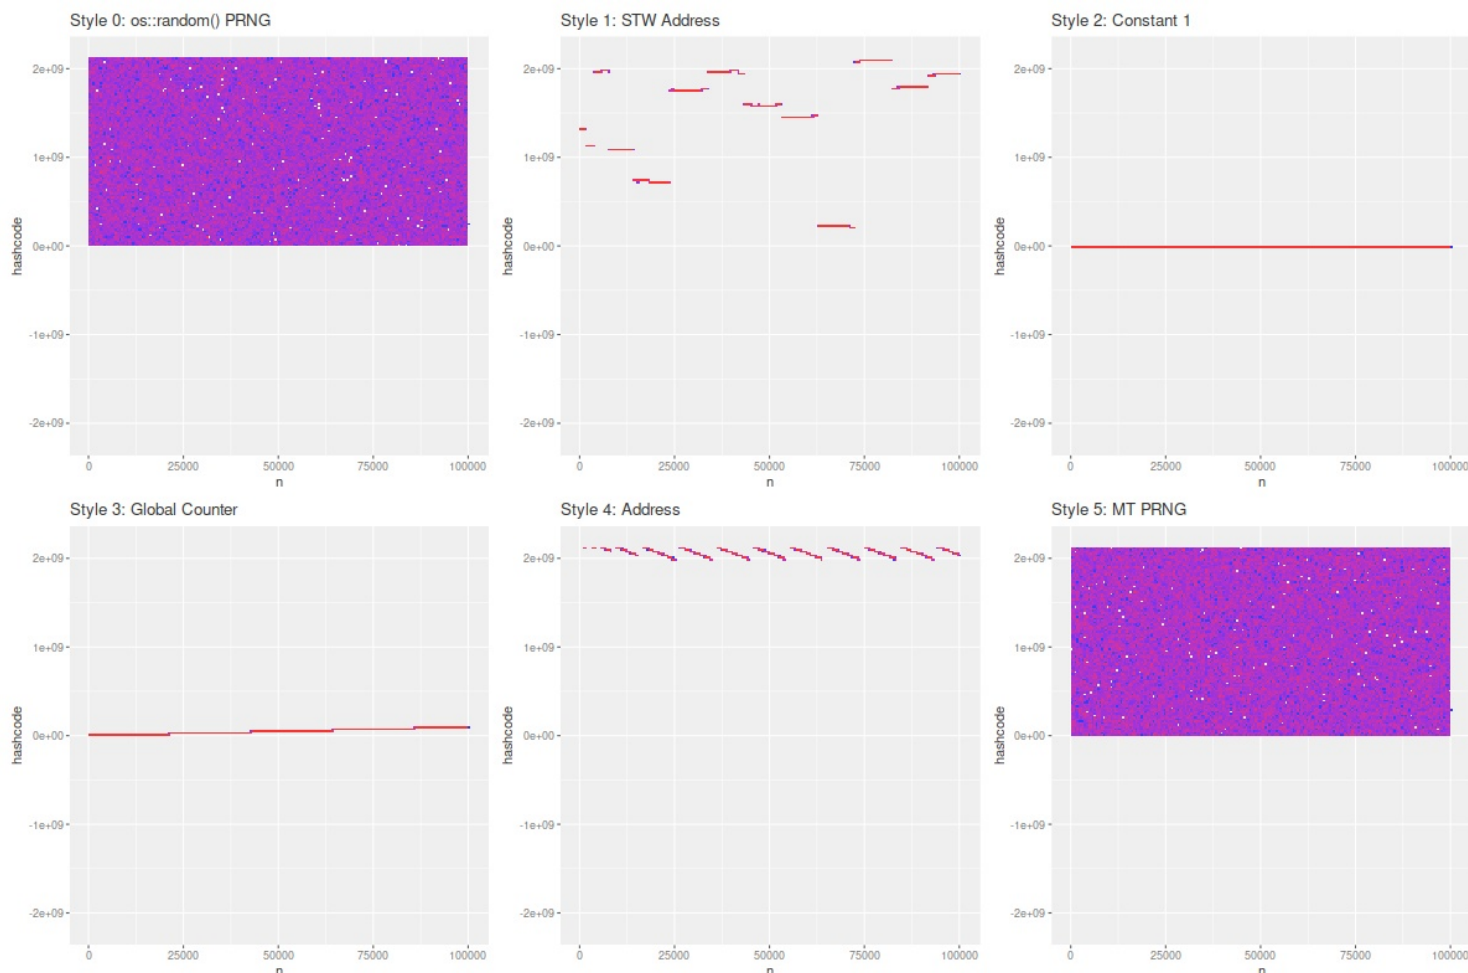 Style 0: os::random() PRNG
hashcode
2e+09
1e+09
0e+00
-1e+09
-2e+09
0 25000 50000 75000 100000
n
Style 1: STW Address
hashcode
2e+09
1e+09
0e+00
-1e+09
-2e+09
0 25000 50000 75000 100000
n
Style 2: Constant 1
hashcode
2e+09
1e+09
0e+00
-1e+09
-2e+09
0 25000 50000 75000 100000
n
Style 3: Global Counter
hashcode
2e+09
1e+09
0e+00
-1e+09
-2e+09
0 25000 50000 75000 100000
n
Style 4: Address
hashcode
2e+09
1e+09
0e+00
-1e+09
-2e+09
0 25000 50000 75000 100000
n
Style 5: MT PRNG
hashcode
2e+09
1e+09
0e+00
-1e+09
-2e+09
0 25000 50000 75000 100000
n